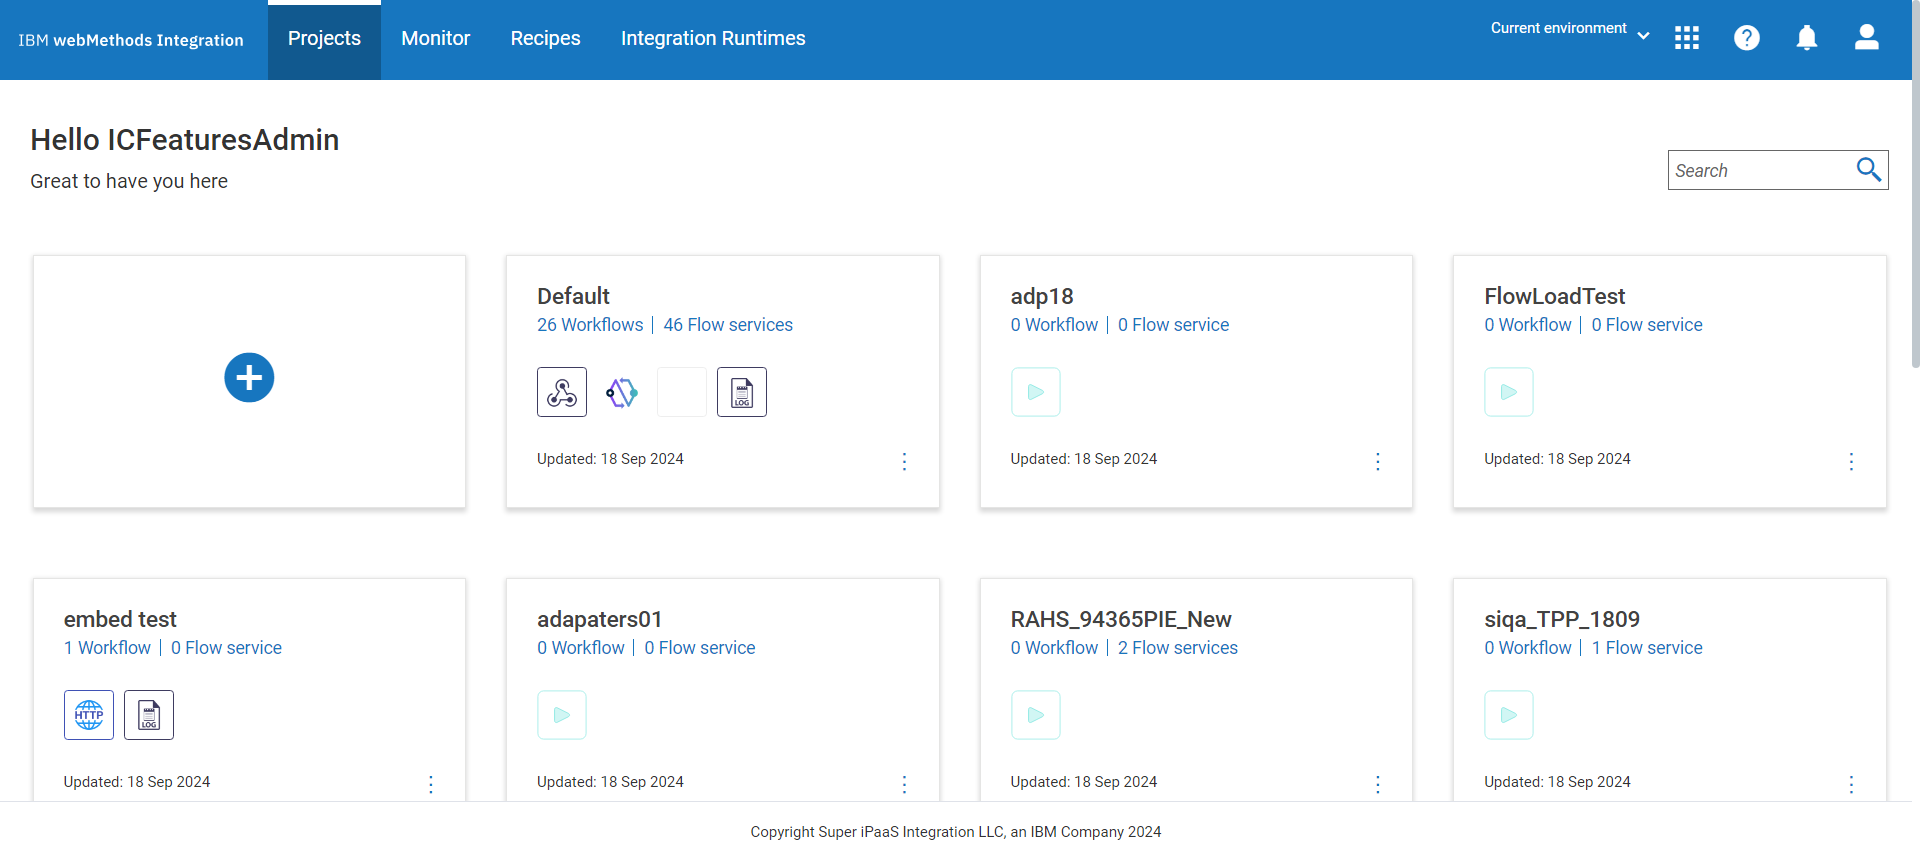 IBM webMethods Integration
Projects
Monitor
Recipes
Integration Runtimes
Current environment
Hello ICFeaturesAdmin
Great to have you here
Search
Default
26 Workflows | 46 Flow services
LOG
Updated: 18 Sep 2024
adp18
0 Workflow | 0 Flow service
Updated: 18 Sep 2024
FlowLoadTest
0 Workflow | 0 Flow service
Updated: 18 Sep 2024
embed test
1 Workflow | 0 Flow service
HTTP
LOG
Updated: 18 Sep 2024
adapaters01
0 Workflow | 0 Flow service
Updated: 18 Sep 2024
RAHS_94365PIE_New
0 Workflow | 2 Flow services
Updated: 18 Sep 2024
siqa_TPP_1809
0 Workflow | 1 Flow service
Updated: 18 Sep 2024
Copyright Super iPaaS Integration LLC, an IBM Company 2024